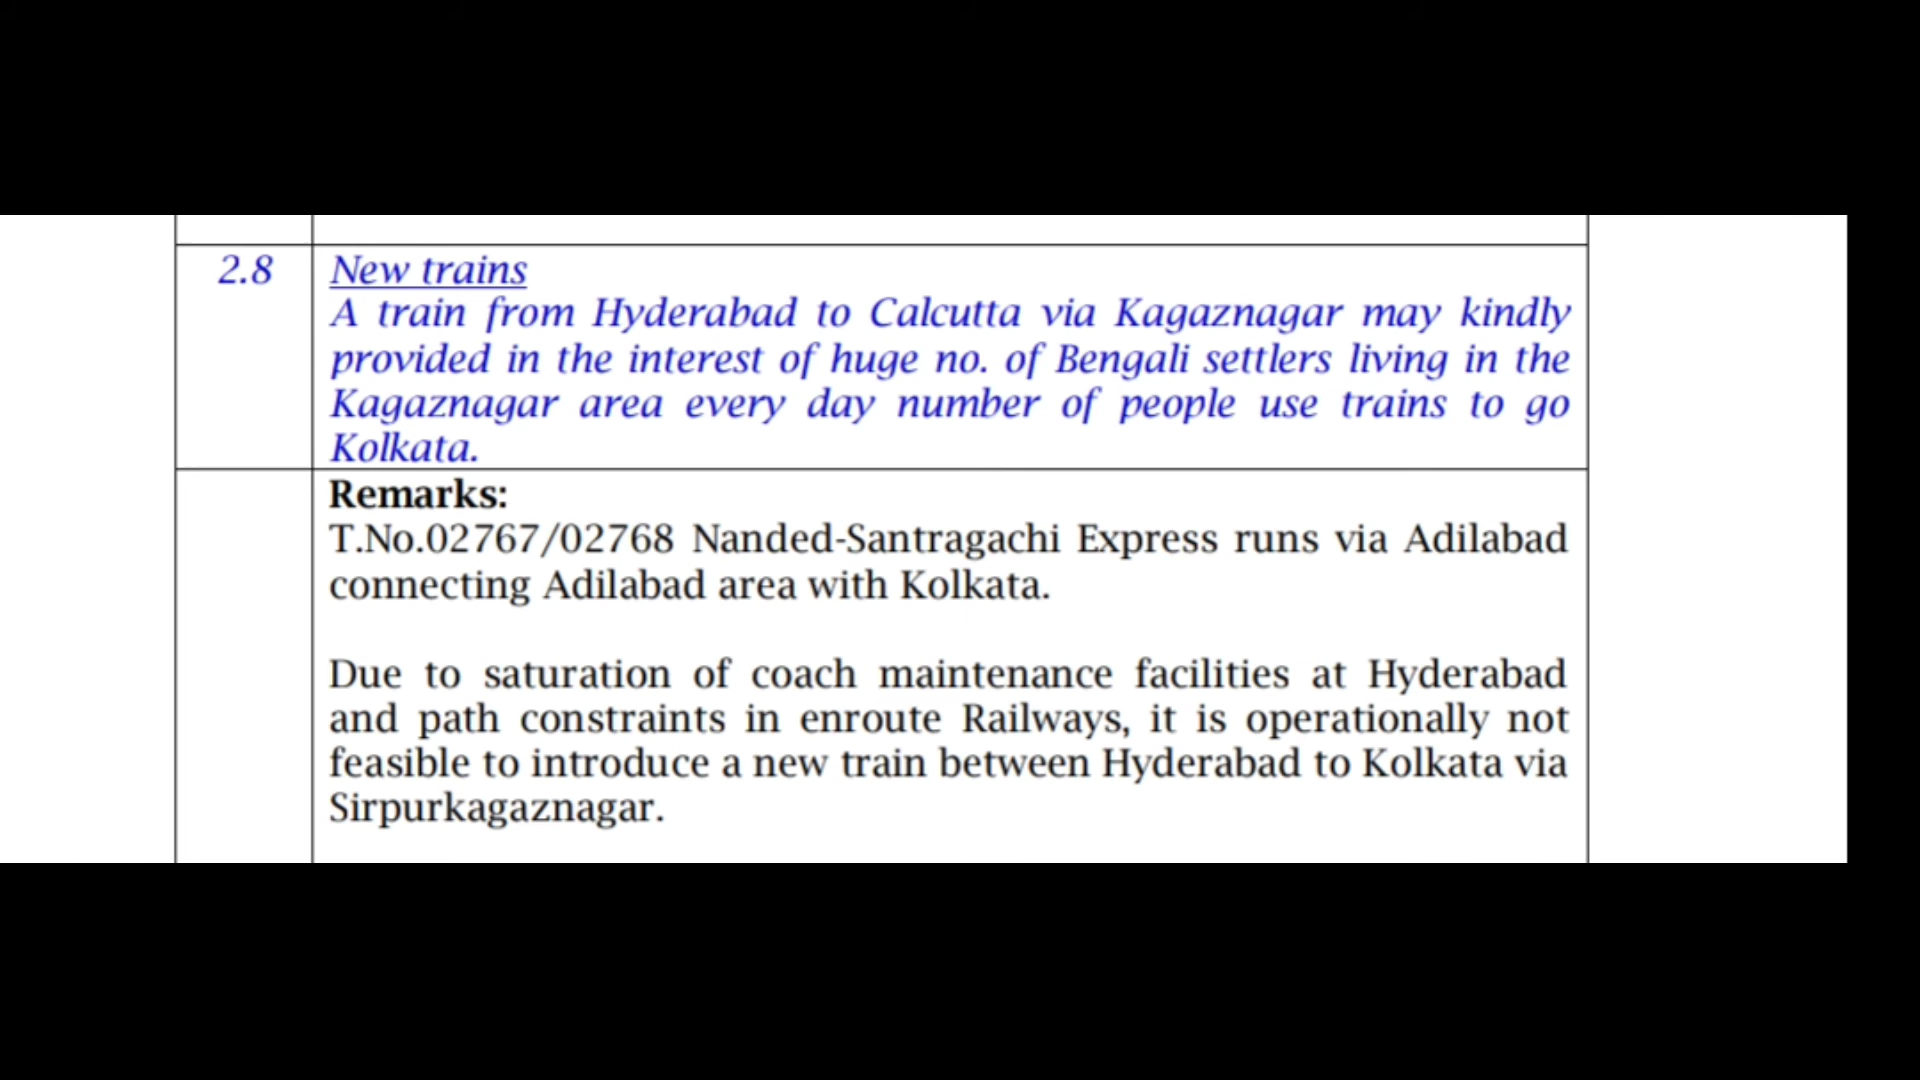 2.8
New trains
A train from Hyderabad to Calcutta via Kagaznagar may kindly
provided in the interest of huge no. of Bengali settlers living in the
Kagaznagar area every day number of people use trains to go
Kolkata.
Remarks:
T.No.02767/02768 Nanded-Santragachi Express runs via Adilabad
connecting Adilabad area with Kolkata.
Due to saturation of coach maintenance facilities at Hyderabad
and path constraints in enroute Railways, it is operationally not
feasible to introduce a new train between Hyderabad to Kolkata via
Sirpurkagaznagar.